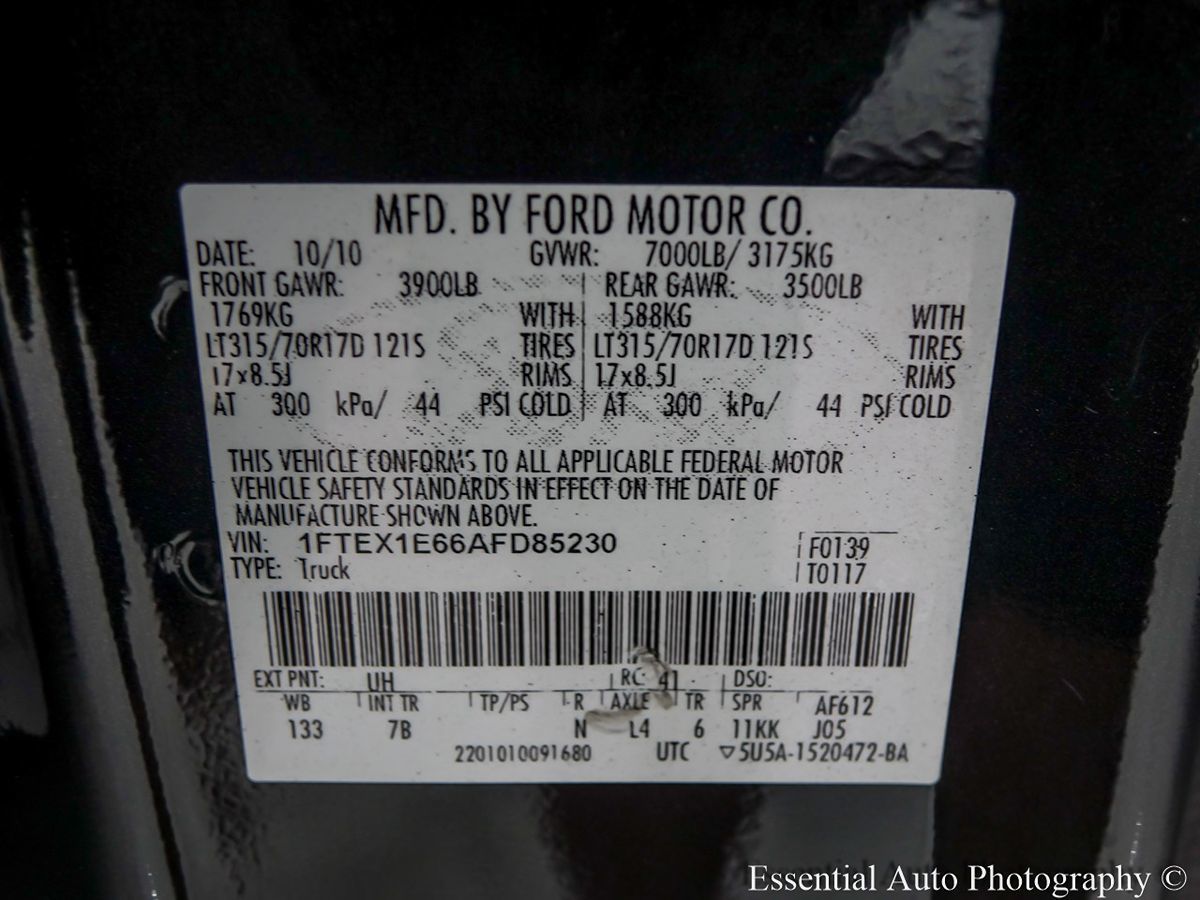 MFD. BY FORD MOTOR CO.
DATE: 10/10 GVWR: 7000LB/ 3175KG
FRONT GAWR: 3900LB REAR GAWR: 3500LB
1769KG WITH 1588KG WITH
LT315/70R17D 121S TIRES LT315/70R17D 121S TIRES
17x8.5J RIMS 17x8.5J RIMS
AT 300 kPa/ 44 PSI COLD AT 300 kPa/ 44 PSI COLD
THIS VEHICLE CONFORMS TO ALL APPLICABLE FEDERAL MOTOR
VEHICLE SAFETY STANDARDS IN EFFECT ON THE DATE OF
MANUFACTURE SHOWN ABOVE.
VIN: 1FTEX1E66AFD85230 F0139
TYPE: Truck T0117
EXT PNT: UH RC: 41 DSO:
WB INT TR TP/PS R AXLE TR SPR AF612
133 7B N L4 6 11KK J05
2201010091680 UTC ▽5U5A-1520472-BA
Essential Auto Photography ©